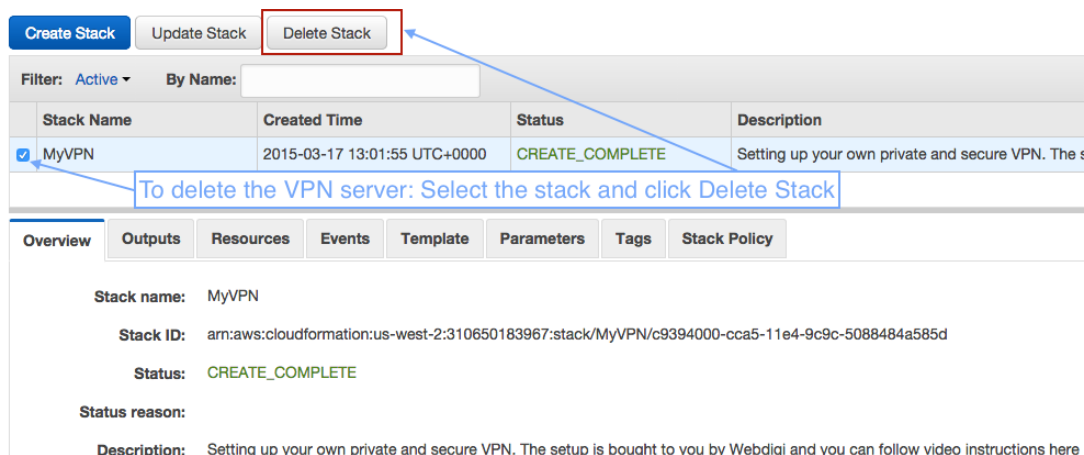 Create Stack Update Stack Delete Stack
Filter: Active By Name:
Stack Name Created Time Status Description
MyVPN 2015-03-17 13:01:55 UTC+0000 CREATE_COMPLETE Setting up your own private and secure VPN. The s
To delete the VPN server: Select the stack and click Delete Stack
Overview Outputs Resources Events Template Parameters Tags Stack Policy
Stack name: MyVPN
Stack ID: arn:aws:cloudformation:us-west-2:310650183967:stack/MyVPN/c9394000-cca5-11e4-9c9c-5088484a585d
Status: CREATE_COMPLETE
Status reason:
Description: Setting up your own private and secure VPN. The setup is bought to you by Webdigi and you can follow video instructions here